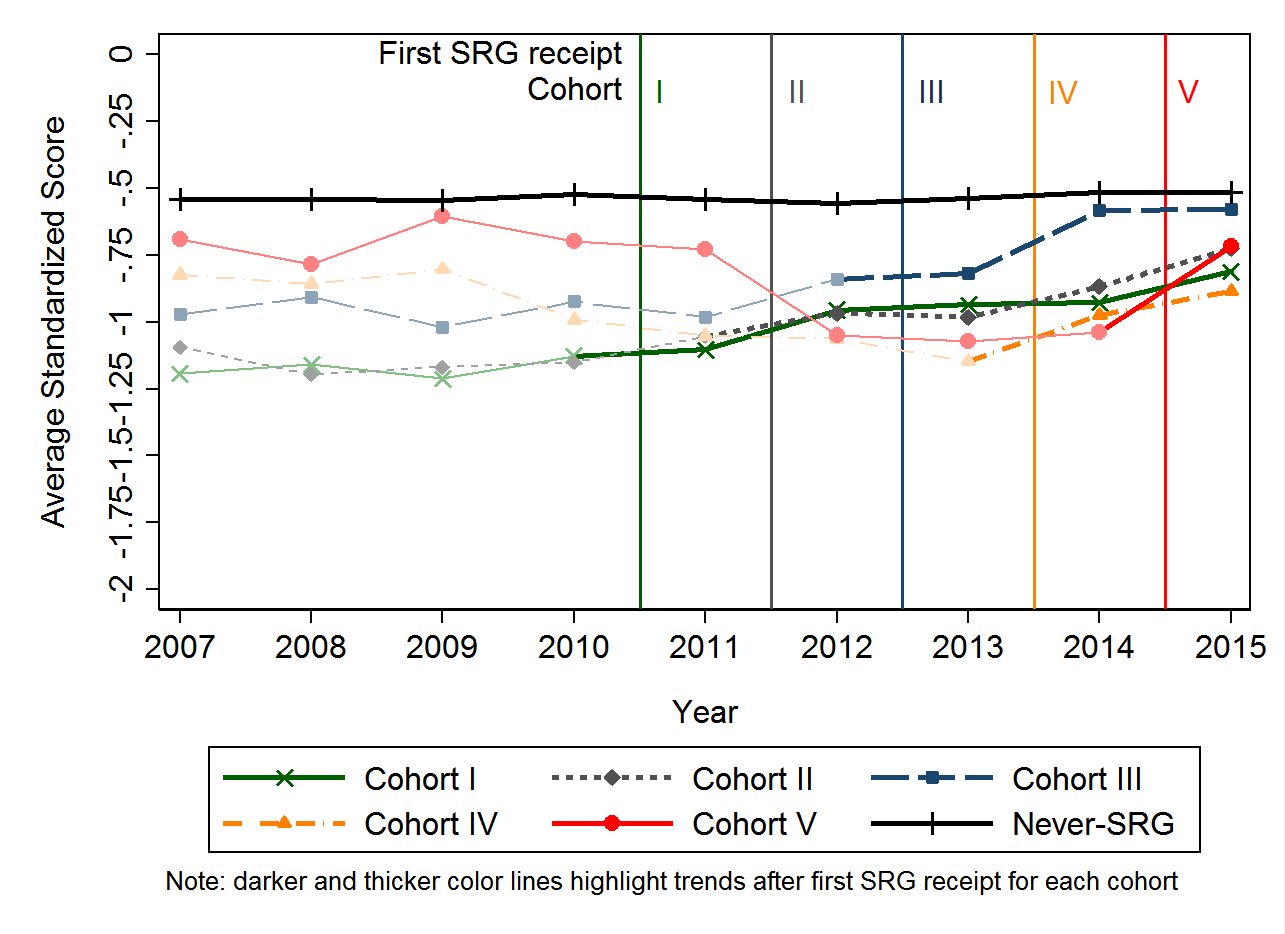 First SRG receipt
Cohort
I
II
III
IV
V
0
-.25
-.5
-.75
-1
-1.25
-1.5
-1.75
-2
Average Standardized Score
2007 2008 2009 2010 2011 2012 2013 2014 2015
Year
Cohort I Cohort II Cohort III
Cohort IV Cohort V Never-SRG
Note: darker and thicker color lines highlight trends after first SRG receipt for each cohort